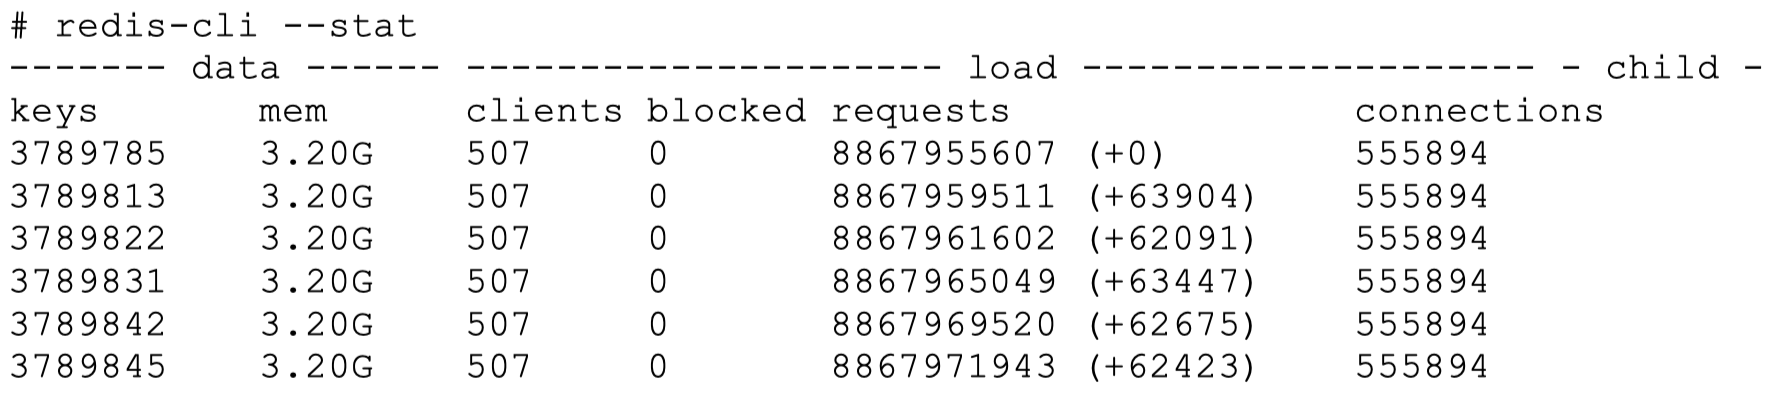 # redis-cli --stat
------- data ------ --------------------- load -------------------- - child -
keys       mem      clients blocked requests            connections
3789785    3.20G    507     0       8867955607 (+0)     555894
3789813    3.20G    507     0       8867959511 (+63904) 555894
3789822    3.20G    507     0       8867961602 (+62091) 555894
3789831    3.20G    507     0       8867965049 (+63447) 555894
3789842    3.20G    507     0       8867969520 (+62675) 555894
3789845    3.20G    507     0       8867971943 (+62423) 555894